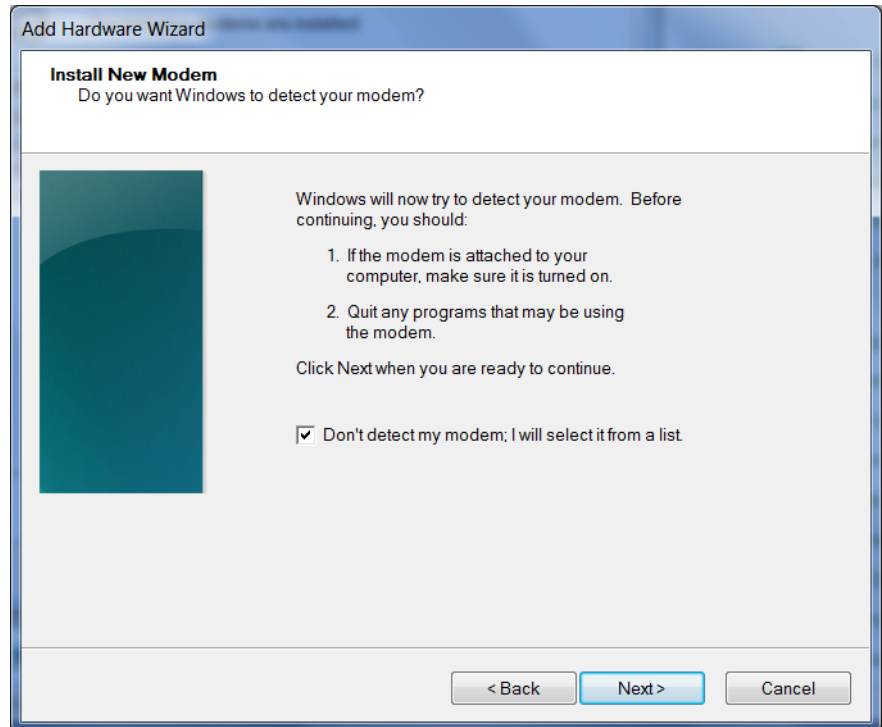 Add Hardware Wizard
Install New Modem
Do you want Windows to detect your modem?
Windows will now try to detect your modem. Before
continuing, you should:
1. If the modem is attached to your
computer, make sure it is turned on.
2. Quit any programs that may be using
the modem.
Click Next when you are ready to continue.
Don't detect my modem; I will select it from a list.
< Back
Next >
Cancel